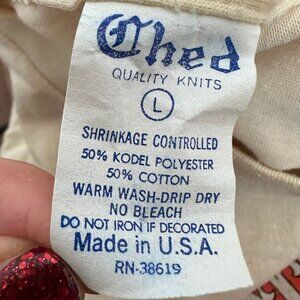 Ched
QUALITY KNITS
L
SHRINKAGE CONTROLLED
50% KODEL POLYESTER
50% COTTON
WARM WASH-DRIP DRY
NO BLEACH
DO NOT IRON IF DECORATED
Made in U.S.A.
RN-38619